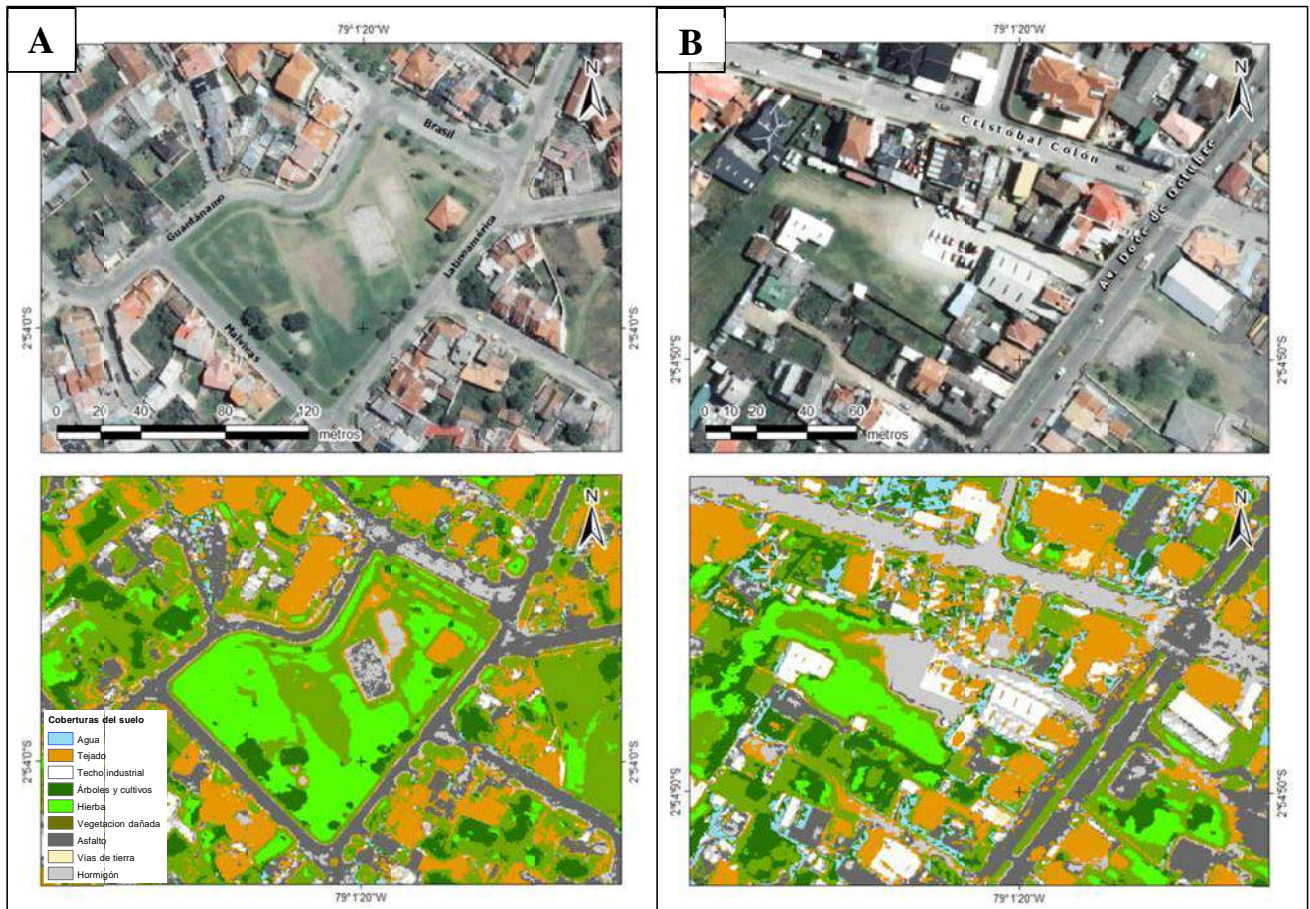 A
79°1'20"W
N
Brasil
Guantánamo
Latinoamérica
Malvinas
2°54'0"S
2°54'0"S
0 20 40 80 120
metros
N
Coberturas del suelo
Agua
Tejado
Techo industrial
Árboles y cultivos
Hierba
Vegetacion dañada
Asfalto
Vías de tierra
Hormigón
2°54'0"S
79°1'20"W
B
79°1'20"W
N
Cristóbal Colón
Av. Doce de Octubre
2°54'50"S
2°54'50"S
0 10 20 40 60
metros
N
2°54'50"S
2°54'50"S
79°1'20"W